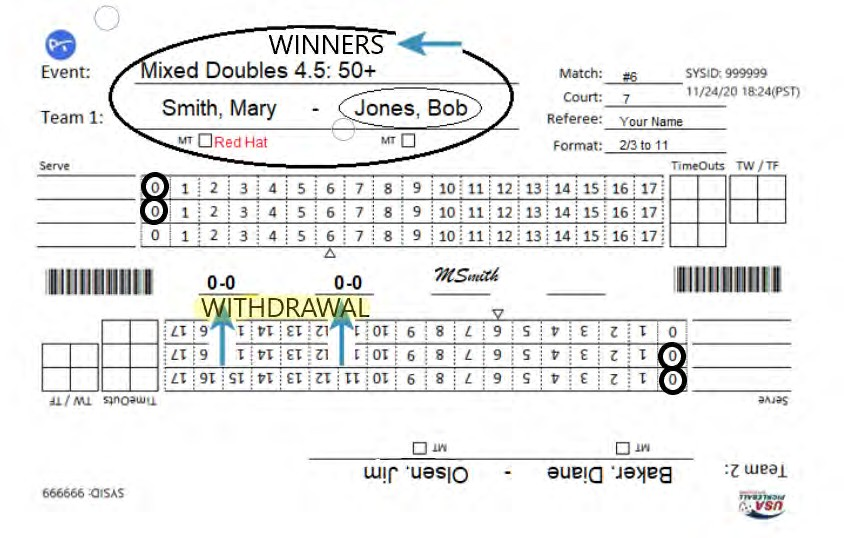 WINNERS
Event: Mixed Doubles 4.5: 50+
Match: #6 SYSID: 999999
Court: 7 11/24/20 18:24(PST)
Team 1: Smith, Mary - Jones, Bob
Referee: Your Name
MT Red Hat MT
Format: 2/3 to 11
Serve TimeOuts TW / TF
0 1 2 3 4 5 6 7 8 9 10 11 12 13 14 15 16 17
0 1 2 3 4 5 6 7 8 9 10 11 12 13 14 15 16 17
0 1 2 3 4 5 6 7 8 9 10 11 12 13 14 15 16 17
0-0 0-0 MSmith
WITHDRAWAL
Team 2: Baker, Diane - Olsen, Jim
MT MT
Serve TimeOuts TW / TF
0 1 2 3 4 5 6 7 8 9 10 11 12 13 14 15 16 17
0 1 2 3 4 5 6 7 8 9 10 1 12 13 14 1 6 17
0 1 2 3 4 5 6 7 8 9 10 1 12 13 14 1 6 17
SYSID: 999999
USA
PICKLEBALL